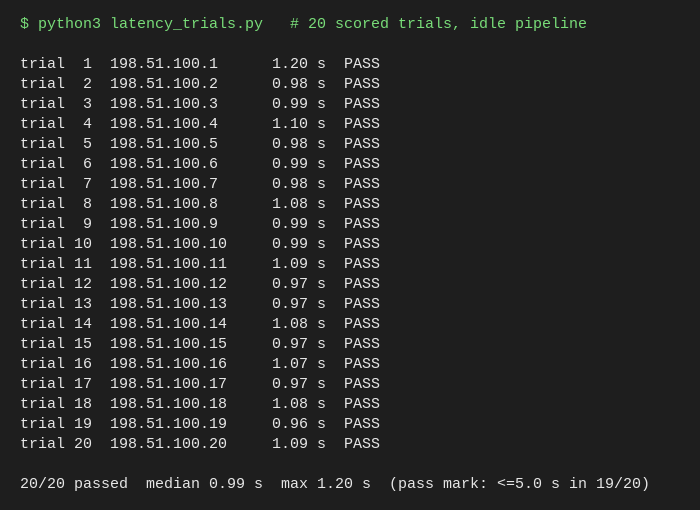 $ python3 latency_trials.py   # 20 scored trials, idle pipeline
trial  1  198.51.100.1      1.20 s  PASS
trial  2  198.51.100.2      0.98 s  PASS
trial  3  198.51.100.3      0.99 s  PASS
trial  4  198.51.100.4      1.10 s  PASS
trial  5  198.51.100.5      0.98 s  PASS
trial  6  198.51.100.6      0.99 s  PASS
trial  7  198.51.100.7      0.98 s  PASS
trial  8  198.51.100.8      1.08 s  PASS
trial  9  198.51.100.9      0.99 s  PASS
trial 10  198.51.100.10     0.99 s  PASS
trial 11  198.51.100.11     1.09 s  PASS
trial 12  198.51.100.12     0.97 s  PASS
trial 13  198.51.100.13     0.97 s  PASS
trial 14  198.51.100.14     1.08 s  PASS
trial 15  198.51.100.15     0.97 s  PASS
trial 16  198.51.100.16     1.07 s  PASS
trial 17  198.51.100.17     0.97 s  PASS
trial 18  198.51.100.18     1.08 s  PASS
trial 19  198.51.100.19     0.96 s  PASS
trial 20  198.51.100.20     1.09 s  PASS
20/20 passed  median 0.99 s  max 1.20 s  (pass mark: <=5.0 s in 19/20)